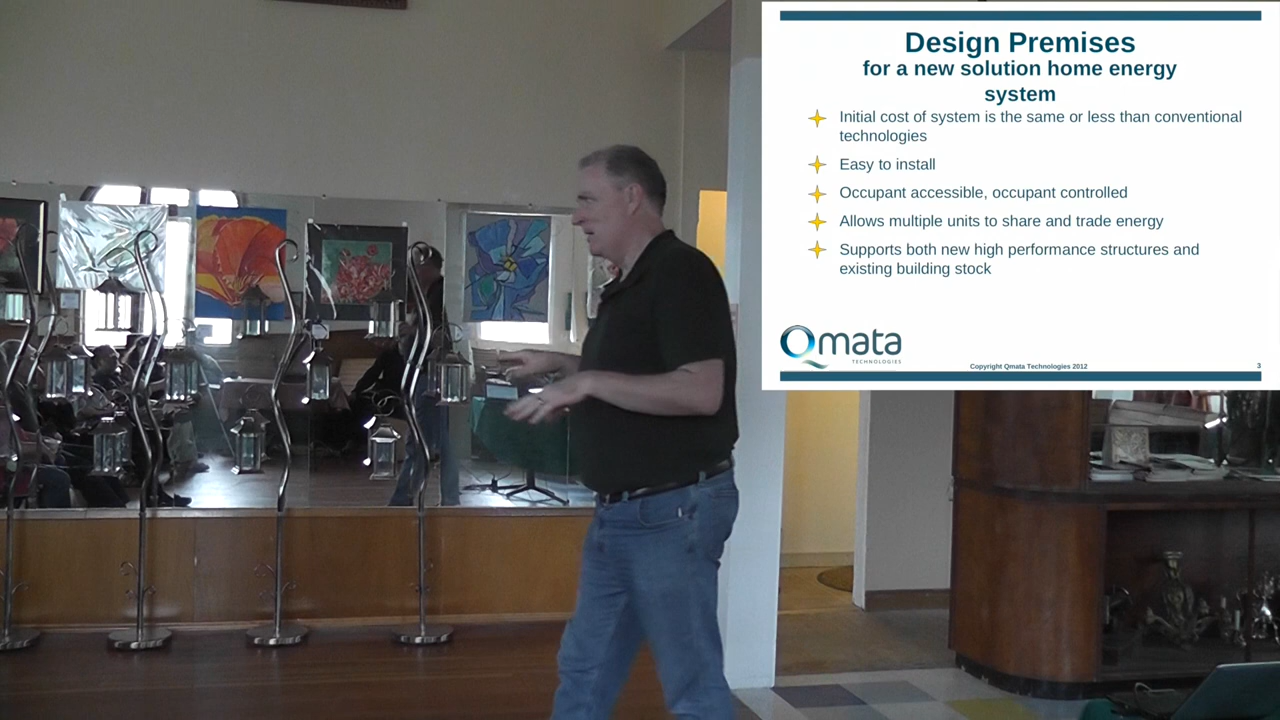 Design Premises
for a new solution home energy
system
Initial cost of system is the same or less than conventional
technologies
Easy to install
Occupant accessible, occupant controlled
Allows multiple units to share and trade energy
Supports both new high performance structures and
existing building stock
Qmata
TECHNOLOGIES
Copyright Qmata Technologies 2012
3